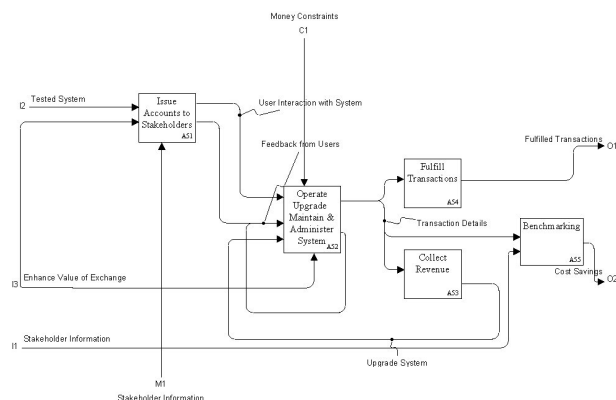 Money Constraints
C1
I2
Tested System
Issue
Accounts to
Stakeholders
A51
User Interaction with System
Feedback from Users
Operate
Upgrade
Maintain &
Administer
System
A52
Fulfill
Transactions
A54
Fulfilled Transactions
O1
Transaction Details
Benchmarking
A55
Cost Savings
O2
Collect
Revenue
A53
I3
Enhance Value of Exchange
I1
Stakeholder Information
Upgrade System
M1
Stakeholder Information